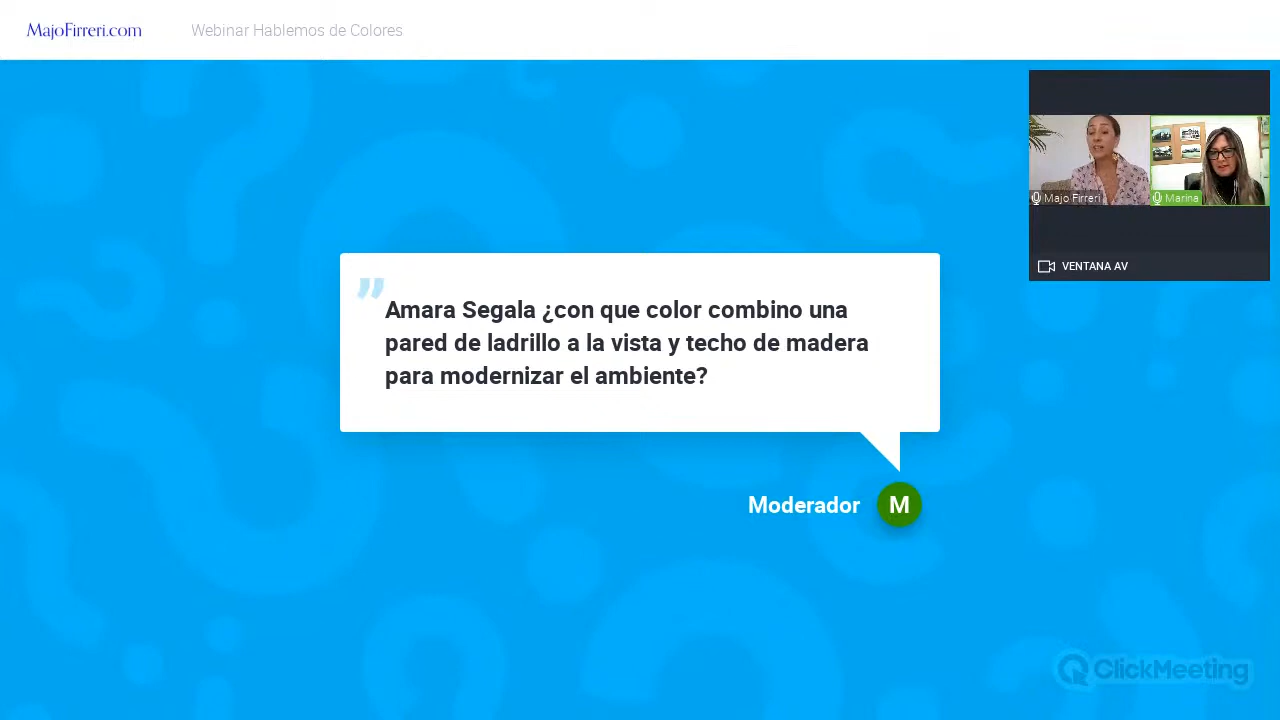 MajoFirreri.com
Webinar Hablemos de Colores
Majo Firreri
Marina
VENTANA AV
"
Amara Segala ¿con que color combino una
pared de ladrillo a la vista y techo de madera
para modernizar el ambiente?
Moderador
M
ClickMeeting